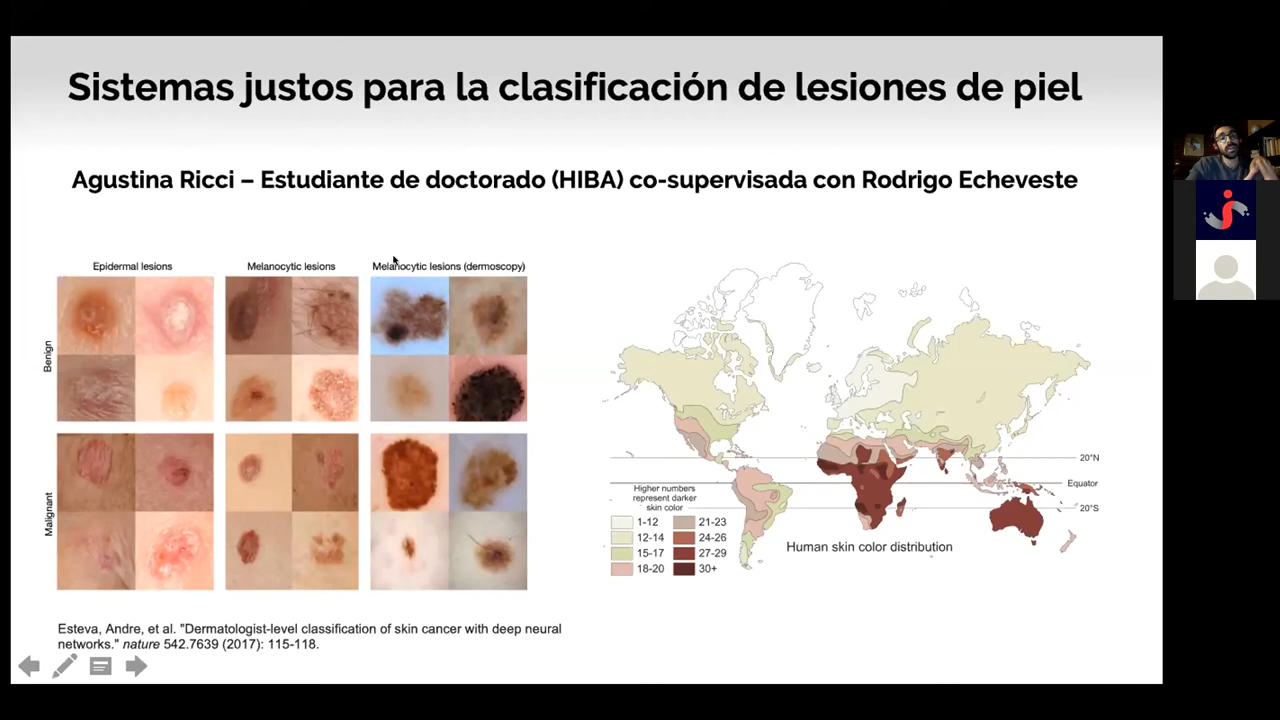 Sistemas justos para la clasificación de lesiones de piel
Agustina Ricci – Estudiante de doctorado (HIBA) co-supervisada con Rodrigo Echeveste
Epidermal lesions
Melanocytic lesions
Melanocytic lesions (dermoscopy)
Benign
Malignant
Esteva, Andre, et al. "Dermatologist-level classification of skin cancer with deep neural
networks." nature 542.7639 (2017): 115-118.
20°N
Equator
20°S
Higher numbers
represent darker
skin color
1-12
12-14
15-17
18-20
21-23
24-26
27-29
30+
Human skin color distribution